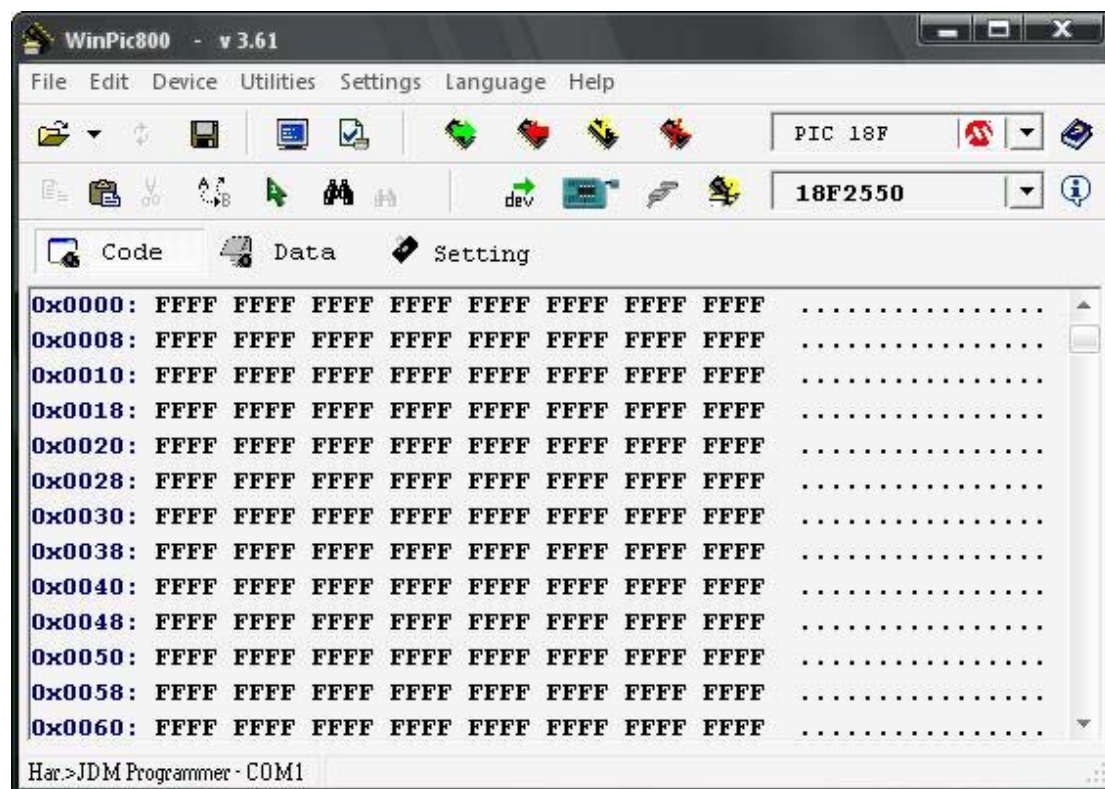 WinPic800 - v 3.61
File Edit Device Utilities Settings Language Help
PIC 18F
dev 18F2550
Code Data Setting
0x0000: FFFF FFFF FFFF FFFF FFFF FFFF FFFF FFFF ................
0x0008: FFFF FFFF FFFF FFFF FFFF FFFF FFFF FFFF ................
0x0010: FFFF FFFF FFFF FFFF FFFF FFFF FFFF FFFF ................
0x0018: FFFF FFFF FFFF FFFF FFFF FFFF FFFF FFFF ................
0x0020: FFFF FFFF FFFF FFFF FFFF FFFF FFFF FFFF ................
0x0028: FFFF FFFF FFFF FFFF FFFF FFFF FFFF FFFF ................
0x0030: FFFF FFFF FFFF FFFF FFFF FFFF FFFF FFFF ................
0x0038: FFFF FFFF FFFF FFFF FFFF FFFF FFFF FFFF ................
0x0040: FFFF FFFF FFFF FFFF FFFF FFFF FFFF FFFF ................
0x0048: FFFF FFFF FFFF FFFF FFFF FFFF FFFF FFFF ................
0x0050: FFFF FFFF FFFF FFFF FFFF FFFF FFFF FFFF ................
0x0058: FFFF FFFF FFFF FFFF FFFF FFFF FFFF FFFF ................
0x0060: FFFF FFFF FFFF FFFF FFFF FFFF FFFF FFFF ................
Har.>JDM Programmer - COM1